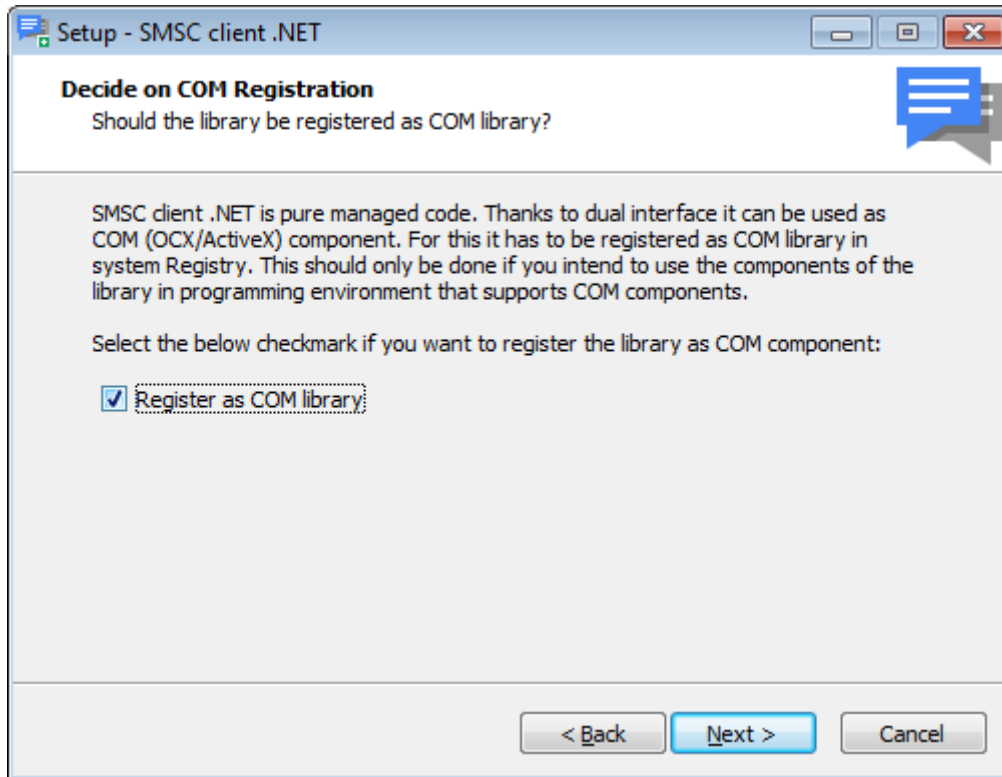 Setup - SMSC client .NET
Decide on COM Registration
Should the library be registered as COM library?
SMSC client .NET is pure managed code. Thanks to dual interface it can be used as
COM (OCX/ActiveX) component. For this it has to be registered as COM library in
system Registry. This should only be done if you intend to use the components of the
library in programming environment that supports COM components.
Select the below checkmark if you want to register the library as COM component:
Register as COM library
< Back Next > Cancel